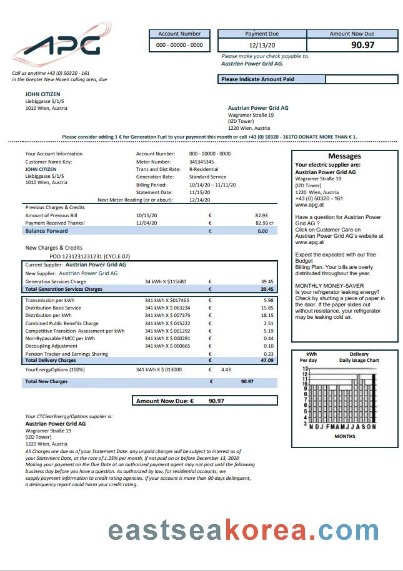 APG
Account Number
000 - 00000 - 0000
Payment Due
12/13/20
Amount Now Due
90.97
Please make your check payable to.
Austrian Power Grid AG
Call us anytime +43 (0) 50320 - 161
in the Greater New Haven calling area, due
Please Indicate Amount Paid
JOHN CITIZEN
Liebiggasse 5/1/5
1010 Wien, Austria
Austrian Power Grid AG
Wagramer Straße 19
(IZD Tower)
1220 Wien, Austria
Please consider adding 1 € for Generation Fuel to your payment this month or call +43 (0) 50320 - 161TO DONATE MORE THAN € 1.
Your Account Information
Customer Name Key:
JOHN CITIZEN
Liebiggasse 5/1/5
1010 Wien, Austria
Account Number: 000 - 00000 - 0000
Meter Number: 345345345
Trans and Dist Rate: R-Residential
Generation Rate: Standard Service
Billing Period: 10/14/20 - 11/11/20
Statement Date: 11/15/20
Next Meter Reading (or or about): 12/14/20
Previous Charges & Credits
Amount of Previous Bill 10/15/20 € 82.93
Payment Received Thanks! 11/04/20 € 82.93 cr
Balance Forward € 0.00
New Charges & Credits
POD 1231231231231 (CYCLE 07)
Current Supplier: Austrian Power Grid AG
New Supplier: Austrian Power Grid AG
Generation Services Charge 34 kWh X $115680 € 39.45
Total Generation Services Charges € 39.45
Transmission per kWh 341 kWh X $017465 € 5.98
Distribution Basic Service 341 kWh X $ € 15.85
Distribution per kWh 341 kWh X $ € 18.15
Combined Public Benefits Charge 341 kWh X $ € 2.51
Competitive Transition Assessment per kWh 341 kWh X $ € 5.19
Non-Bypassable FMCC per kWh 341 kWh X $ € 0.44
Decoupling Adjustment 341 kWh X $ € 0.10
Pension Tracker and Earnings Sharing € 0.23
Total Delivery Charges € 47.09
YourEnergyOptions (100%) 341 kWh X $ 013000 € 4.43
Total New Charges € 90.97
Amount Now Due: € 90.97
Your CTClearEnergyOptions supplier is:
Austrian Power Grid AG
Wagramer Straße 19
(IZD Tower)
1220 Wien, Austria
All Charges are due as of your Statement Date: any unpaid charges will be subject to interest as of
your Statement Date, at the rate of 1.25% per month, if not paid on or before December 13, 2020
Making your payment on the Due Date at an authorized payment agent may not post until the following
business day before you have a question. As authorized by law, for residential accounts, we
supply payment information to credit rating agencies. If your account is more than 90 days delinquent,
a delinquency could harm your credit rating.
Messages
Your electric supplier are:
Austrian Power Grid AG
Wagramer Straße 19
(IZD Tower)
1220 Wien, Austria
+43 (0) 50320 - 161
www.apg.at
Have a question for Austrian Power
AG ?
Click on Customer Care on
Austrian Power Grid AG's website at
www.apg.at
Expect the expected with our free
Budget
Billing Plan. Your bills are overly
distributed throughout the year.
MONTHLY MONEY-SAVER
Is your refrigerator leaking energy?
Check by shutting a piece of paper in
the door. If the paper slides out
without resistance, your refrigerator
may be leaking cold air.
kWh Delivery
Per day Daily Usage Chart
13
12
11
10
9
8
7
6
5
4
3
N D J F M A M J J A S O N
MONTHS
eastseakorea.com